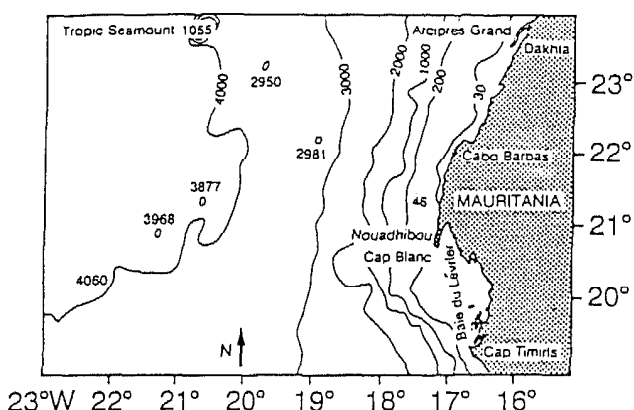 Tropic Seamount 1055
Arcipres Grand
Dakhla
4000
2950
3000
2000
1000
200
30
23°
2981
Cabo Barbas
22°
3877
3968
46
MAURITANIA
21°
Nouadhibou
Cap Blanc
4060
Baie du Lévrier
20°
N
Cap Timiris
23°W 22° 21° 20° 19° 18° 17° 16°